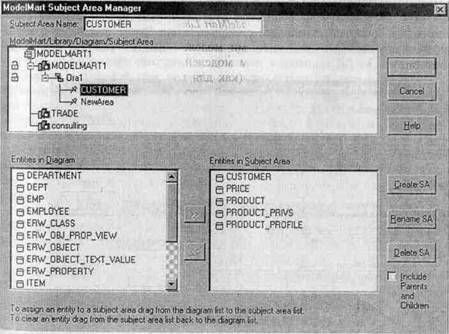 ModelMart Subject Area Manager
Subject Area Name: CUSTOMER
ModelMart/Library/Diagram/Subject Area
MODELMART1
MODELMART1
Ora1
CUSTOMER
NewArea
TRADE
consulling
Cancel
Help
Entities in Diagram
DEPARTMENT
DEPT
EMP
EMPLOYEE
ERW_CLASS
ERW_OBJ_PROP_VIEW
ERW_OBJECT
ERW_OBJECT_TEXT_VALUE
ERW_PROPERTY
ITEM
Entities in Subject Area
CUSTOMER
PRICE
PRODUCT
PRODUCT_PRIVS
PRODUCT_PROFILE
Create SA
Rename SA
Delete SA
Include
Parents
and
Children
To assign an entity to a subject area drag from the diagram list to the subject area list.
To clear an entity drag from the subject area list back to the diagram list.